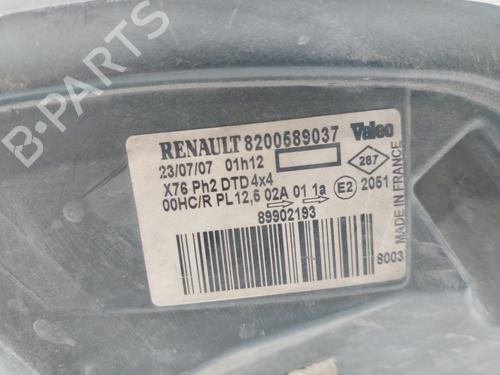 B-PARTS
RENAULT 8200589037 Valeo
23/07/07 01h12
287
X76 Ph2 DTD 4x4
00HC/R PL 12,5 02A 01 1a E2 2051
89902193
8003
MADE IN FRANCE